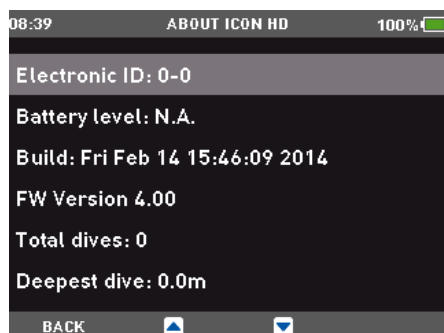 08:39 ABOUT ICON HD 100%
Electronic ID: 0-0
Battery level: N.A.
Build: Fri Feb 14 15:46:09 2014
FW Version 4.00
Total dives: 0
Deepest dive: 0.0m
BACK